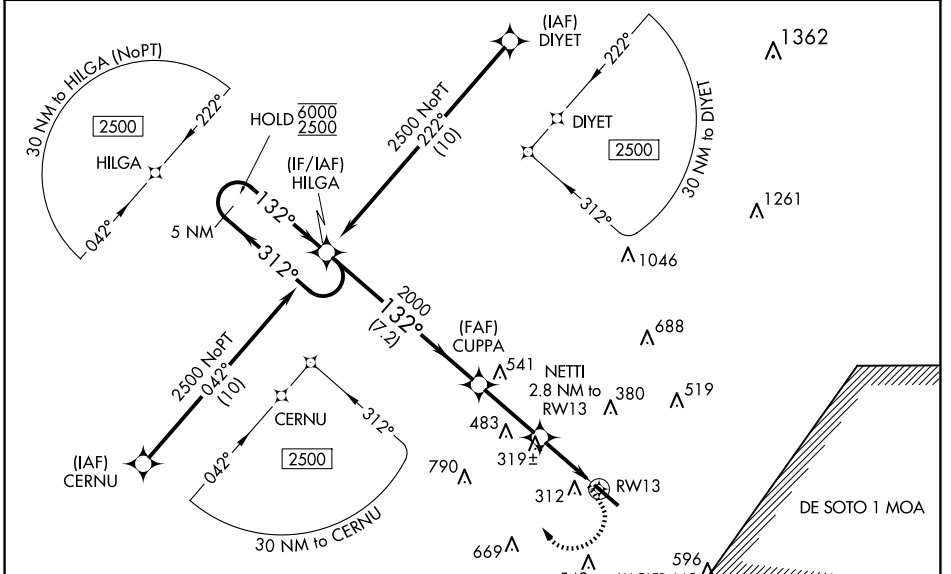 30 NM to HILGA (NoPT)
2500
222°
HILGA
042°
HOLD 6000
2500
(IF/IAF)
HILGA
5 NM
132°
312°
(IAF)
DIYET
2500 NoPT
222°
(10)
222°
DIYET
2500
312°
30 NM to DIYET
1362
1261
1046
688
2000
132°
(7.2)
(FAF)
CUPPA
541
NETTI
2.8 NM to
RW13
380
519
483
319±
790
312
RW13
669
596
DE SOTO 1 MOA
2500 NoPT
042°
(10)
(IAF)
CERNU
CERNU
042°
312°
2500
30 NM to CERNU